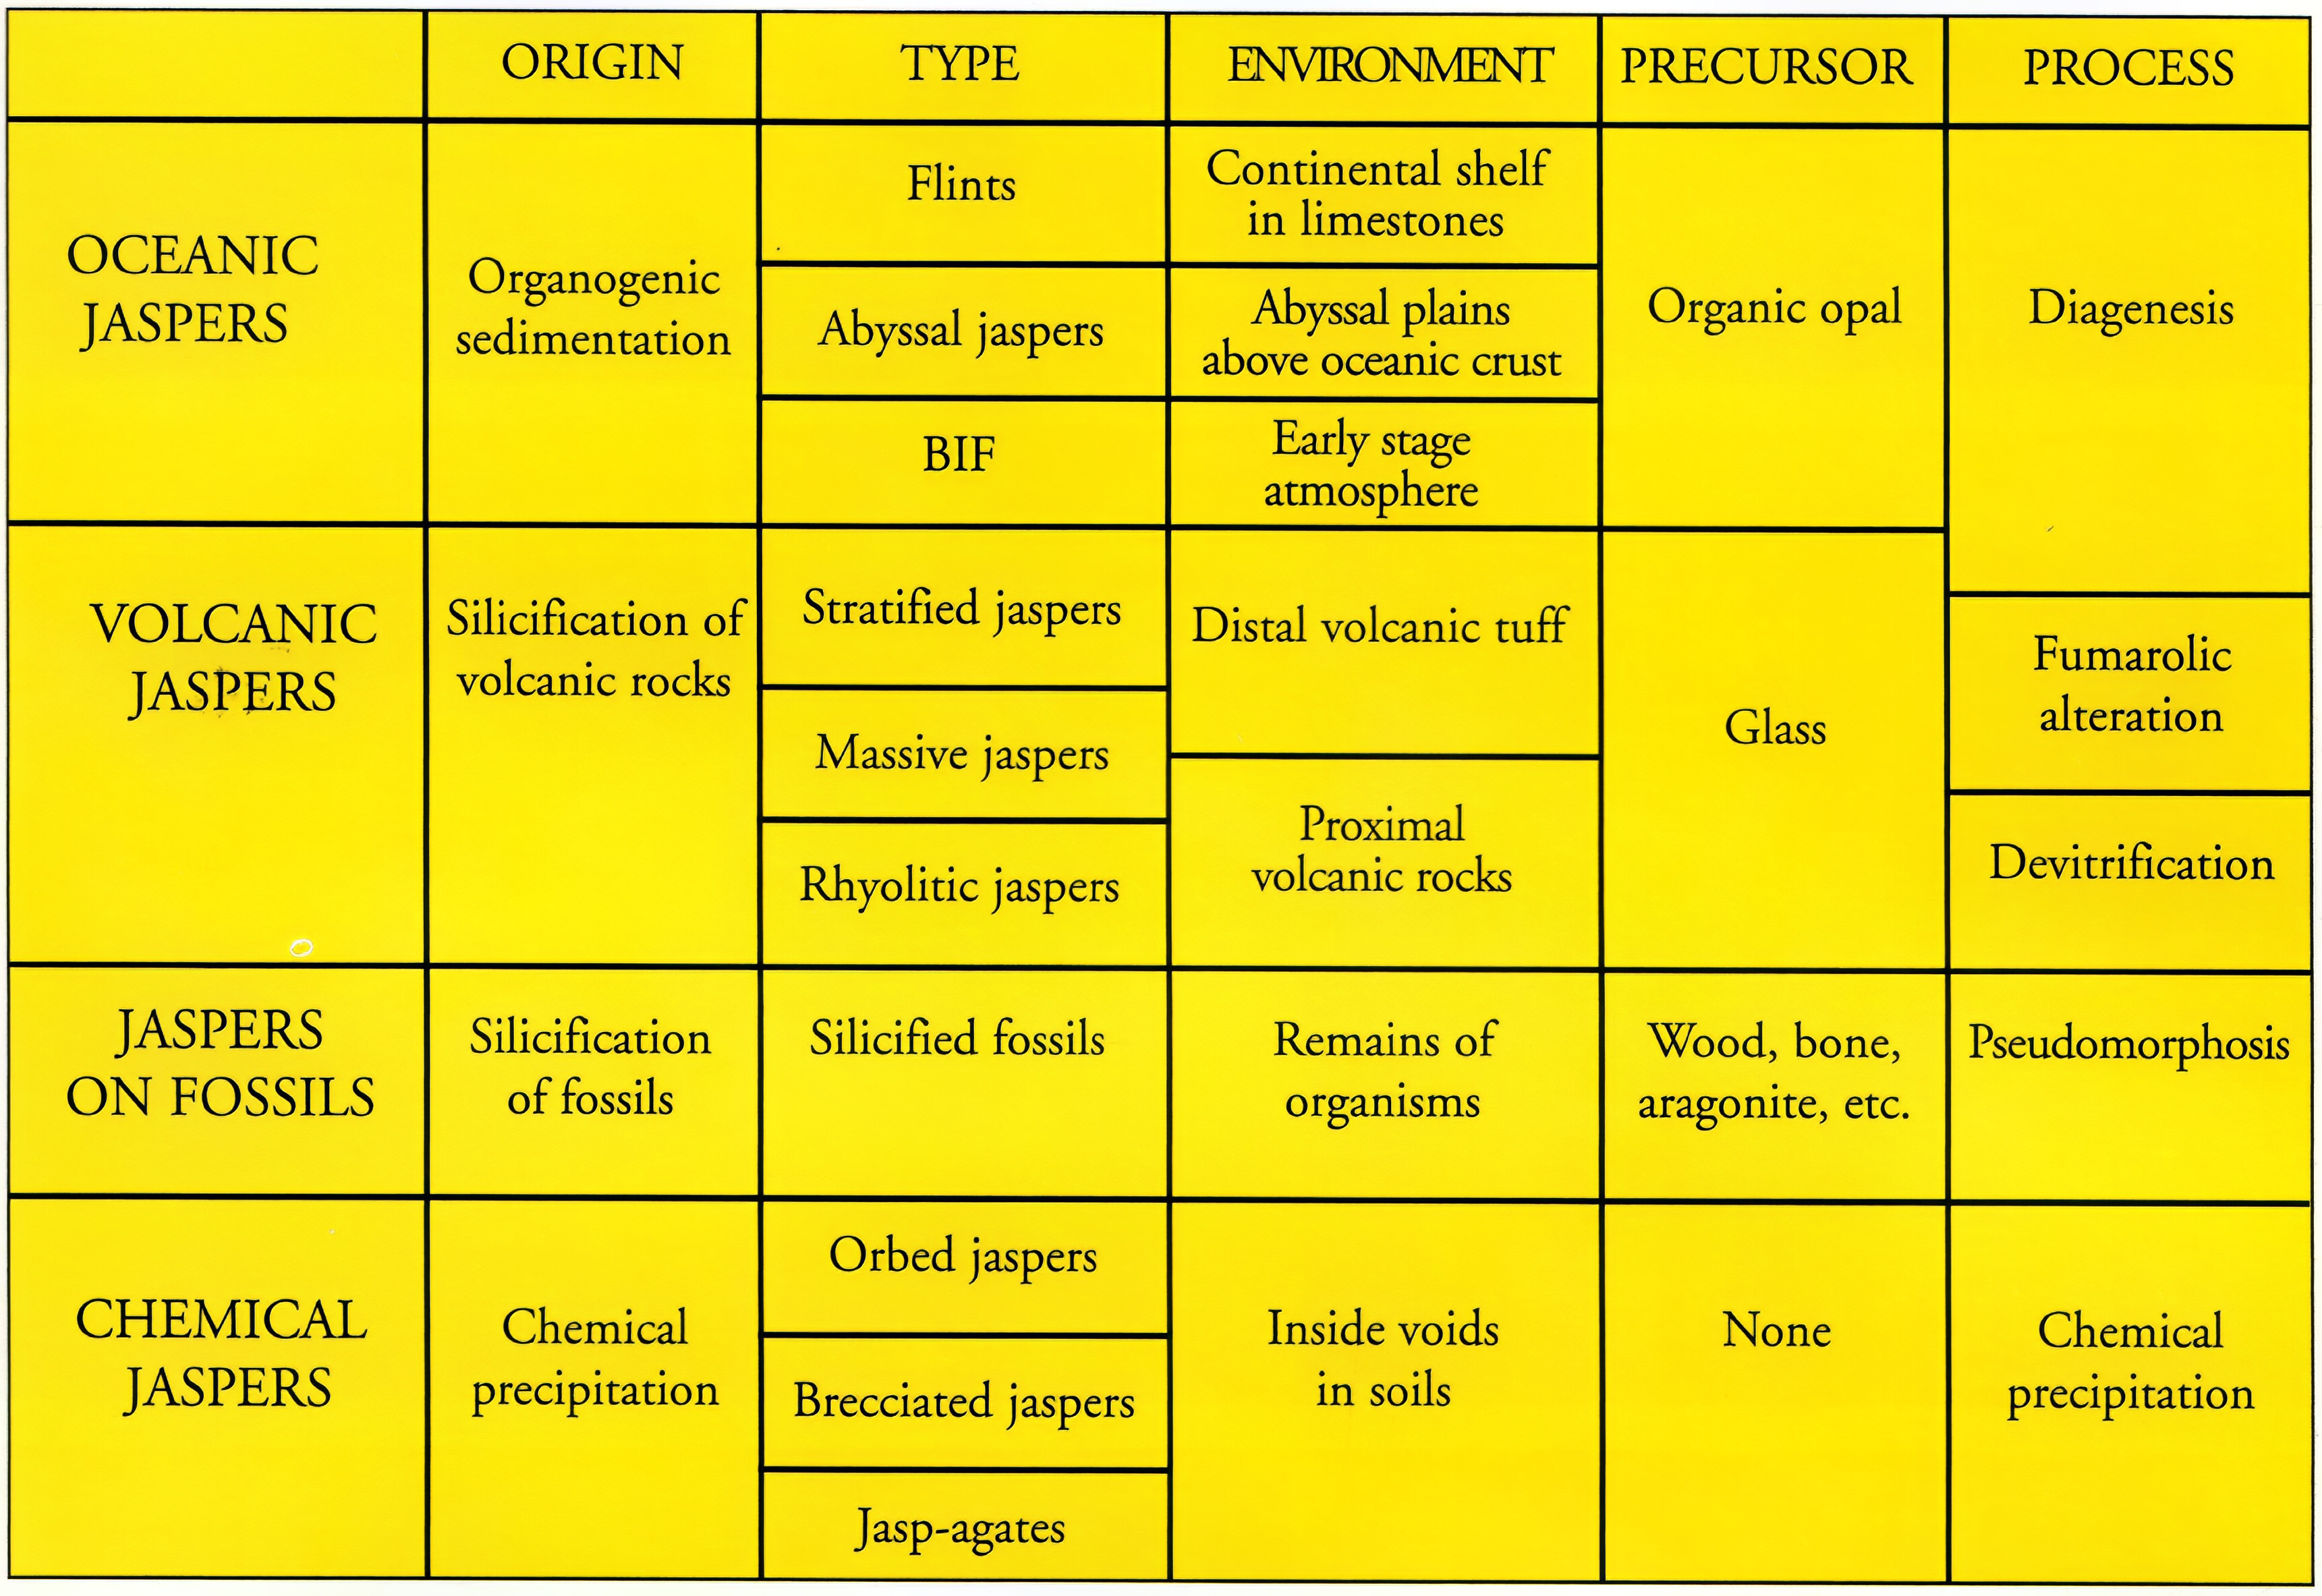 ORIGIN
TYPE
ENVIRONMENT
PRECURSOR
PROCESS
OCEANIC
JASPERS
Organogenic
sedimentation
Flints
Continental shelf
in limestones
Abyssal jaspers
Abyssal plains
above oceanic crust
BIF
Early stage
atmosphere
Organic opal
Diagenesis
VOLCANIC
JASPERS
Silicification of
volcanic rocks
Stratified jaspers
Massive jaspers
Rhyolitic jaspers
Distal volcanic tuff
Proximal
volcanic rocks
Glass
Fumarolic
alteration
Devitrification
JASPERS
ON FOSSILS
Silicification
of fossils
Silicified fossils
Remains of
organisms
Wood, bone,
aragonite, etc.
Pseudomorphosis
CHEMICAL
JASPERS
Chemical
precipitation
Orbed jaspers
Brecciated jaspers
Jasp-agates
Inside voids
in soils
None
Chemical
precipitation